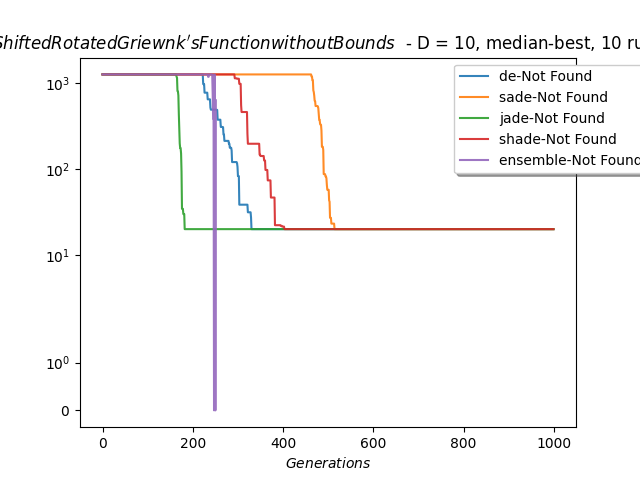 ShiftedRotatedGriewnk'sFunctionwithoutBounds - D = 10, median-best, 10 ru
de-Not Found
sade-Not Found
jade-Not Found
shade-Not Found
ensemble-Not Found
10³
10²
10¹
10⁰
0
0 200 400 600 800 1000
Generations